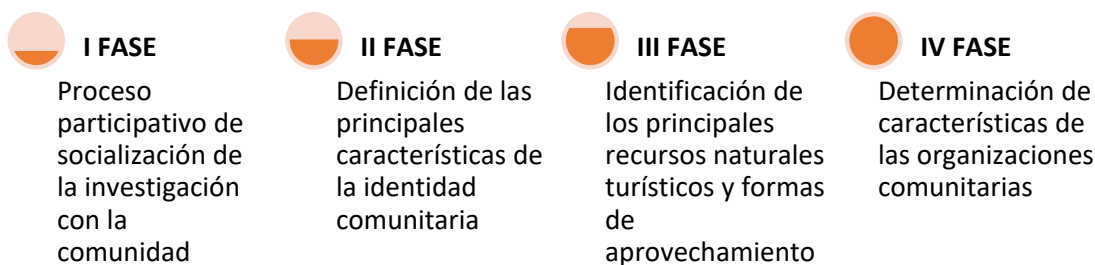 I FASE
Proceso
participativo de
socialización de
la investigación
con la
comunidad
II FASE
Definición de las
principales
características de
la identidad
comunitaria
III FASE
Identificación de
los principales
recursos naturales
turísticos y formas
de
aprovechamiento
IV FASE
Determinación de
características de
las organizaciones
comunitarias